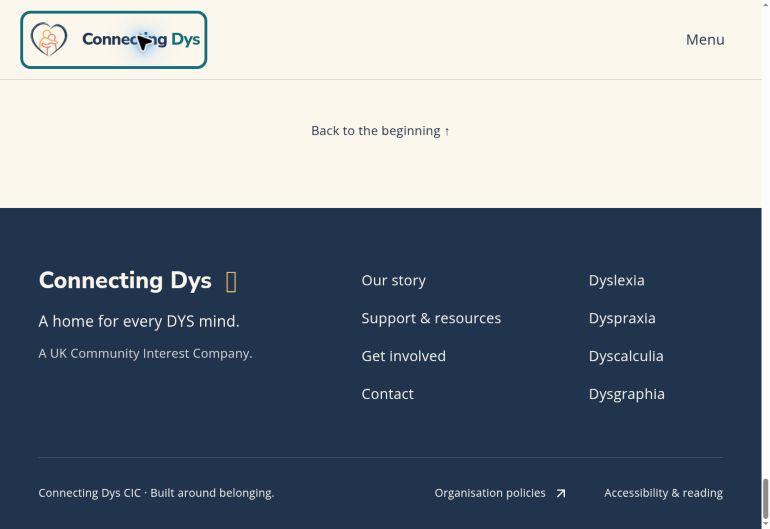 Connecting Dys
Menu
Back to the beginning ↑
Connecting Dys
A home for every DYS mind.
A UK Community Interest Company.
Our story
Support & resources
Get involved
Contact
Dyslexia
Dyspraxia
Dyscalculia
Dysgraphia
Connecting Dys CIC · Built around belonging.
Organisation policies
Accessibility & reading